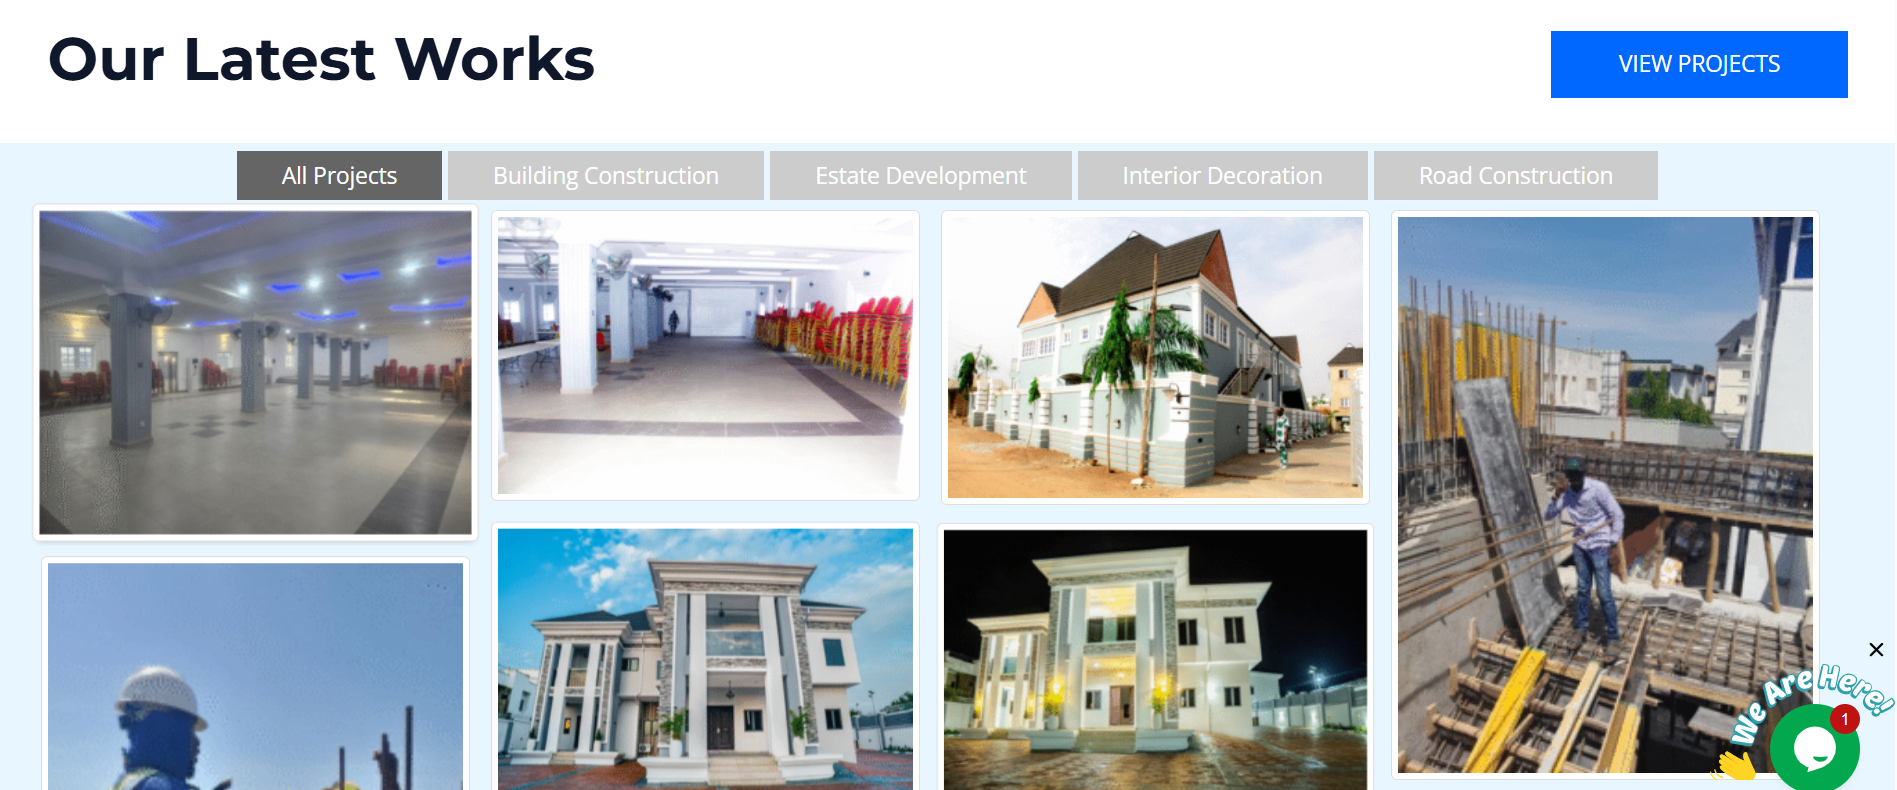 Our Latest Works
VIEW PROJECTS
All Projects
Building Construction
Estate Development
Interior Decoration
Road Construction
We Are Here!
1